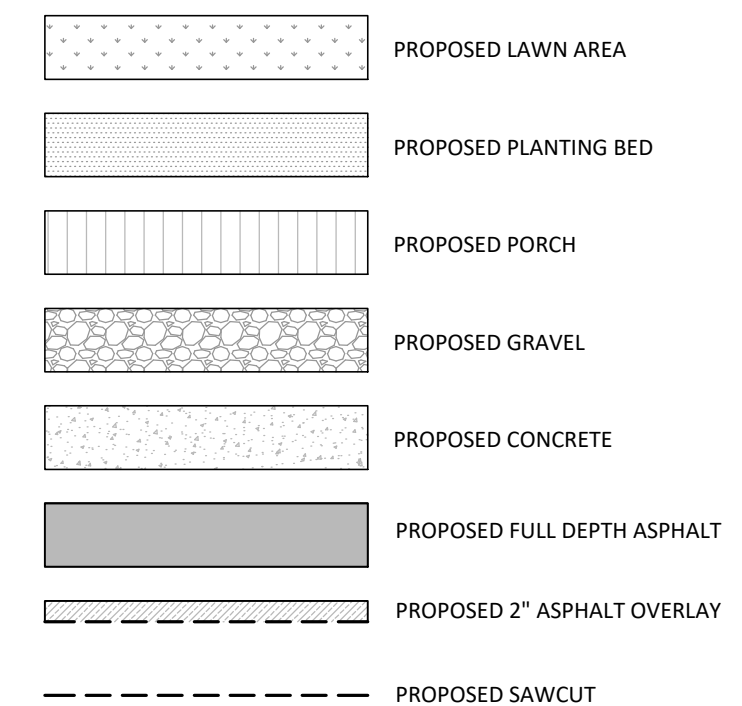 PROPOSED LAWN AREA
PROPOSED PLANTING BED
PROPOSED PORCH
PROPOSED GRAVEL
PROPOSED CONCRETE
PROPOSED FULL DEPTH ASPHALT
PROPOSED 2" ASPHALT OVERLAY
PROPOSED SAWCUT